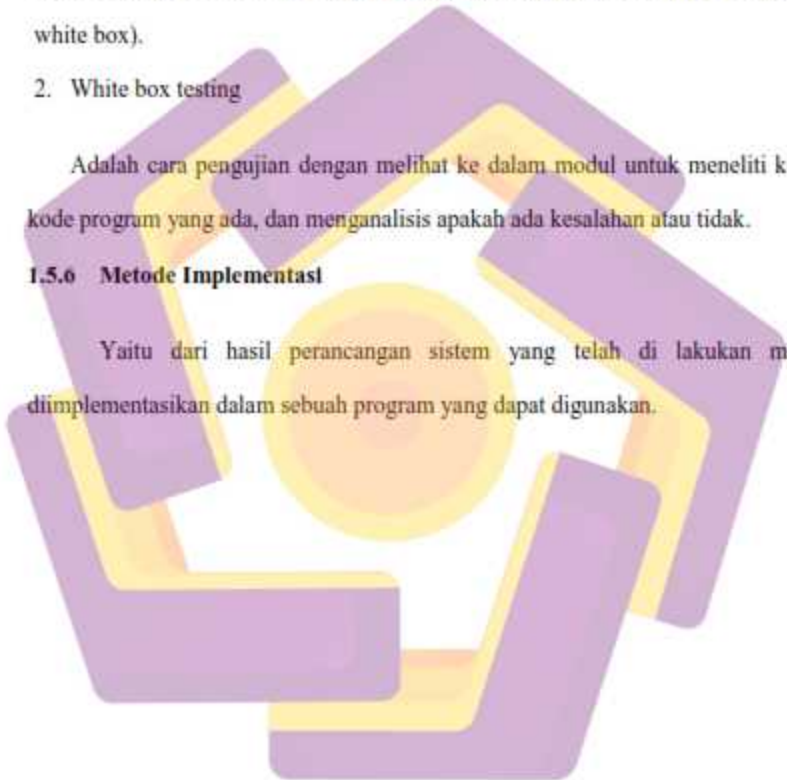 white box).
2. White box testing
Adalah cara pengujian dengan melihat ke dalam modul untuk meneliti
kode program yang ada, dan menganalisis apakah ada kesalahan atau tidak.
1.5.6 Metode Implementasi
Yaitu dari hasil perancangan sistem yang telah di lakukan
diimplementasikan dalam sebuah program yang dapat digunakan.